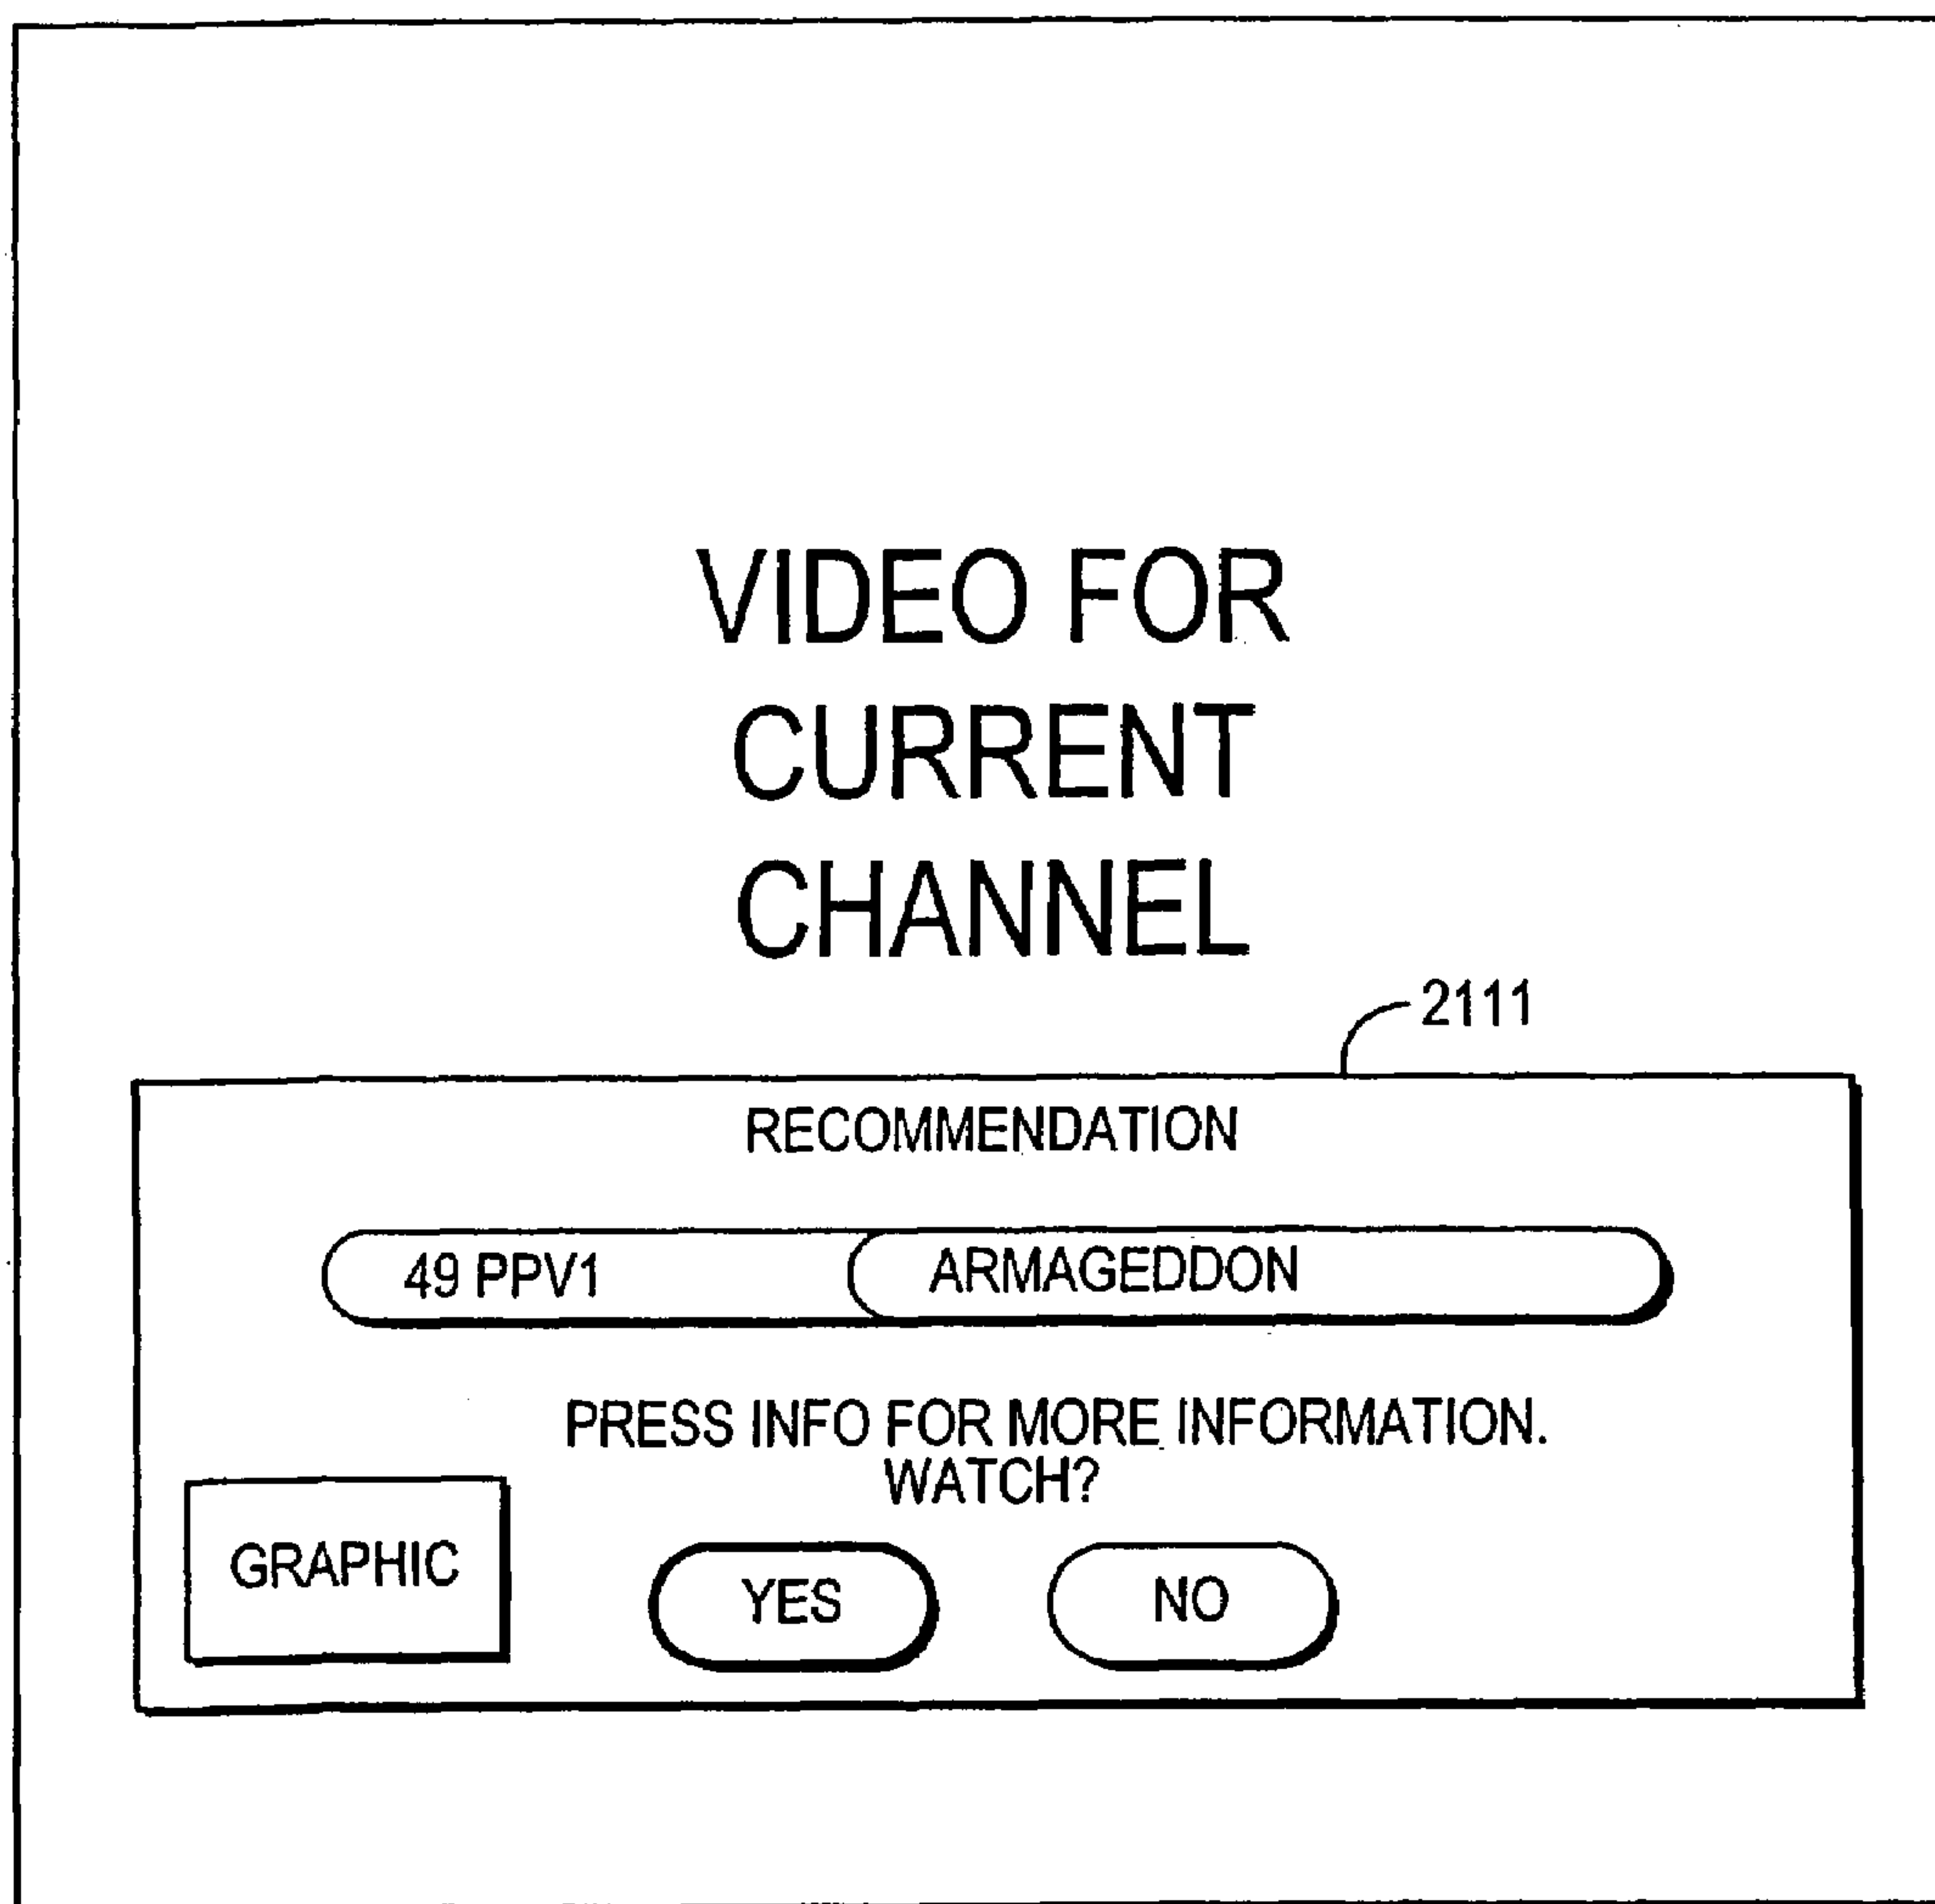 VIDEO FOR
CURRENT
CHANNEL
2111
RECOMMENDATION
49 PPV1 ARMAGEDDON
PRESS INFO FOR MORE INFORMATION.
WATCH?
GRAPHIC
YES NO